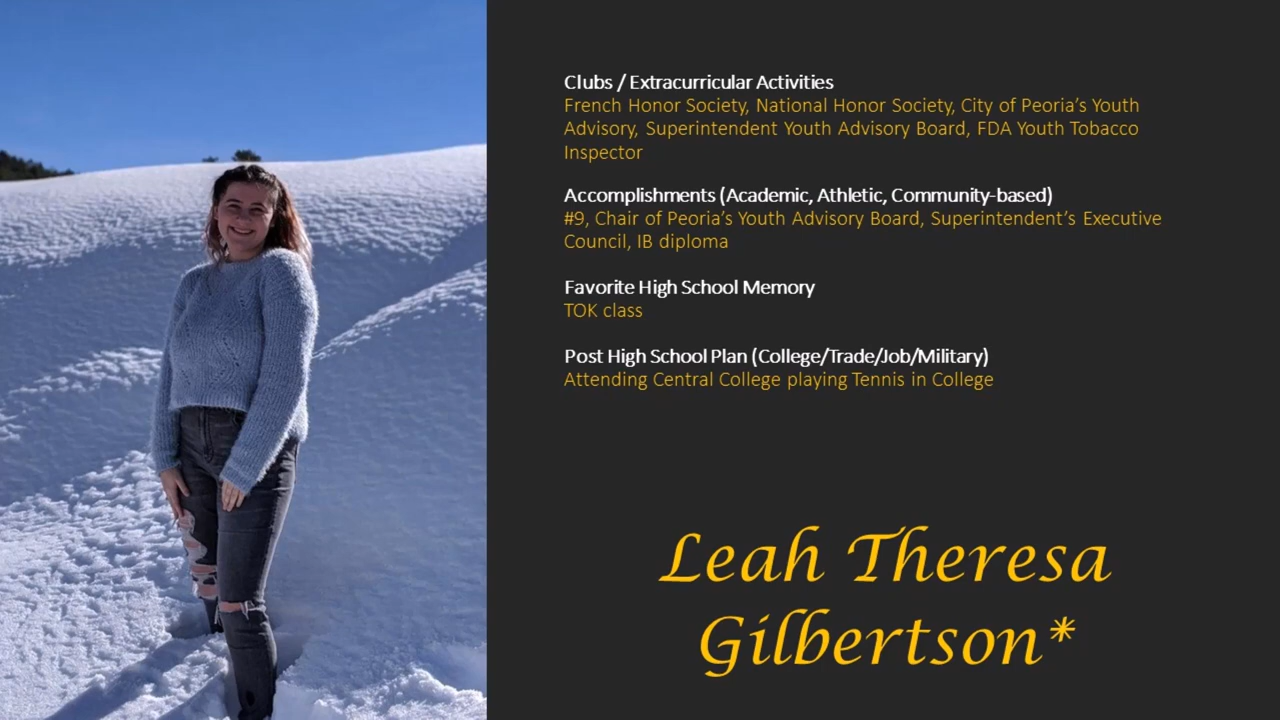 Clubs / Extracurricular Activities
French Honor Society, National Honor Society, City of Peoria’s Youth
Advisory, Superintendent Youth Advisory Board, FDA Youth Tobacco
Inspector
Accomplishments (Academic, Athletic, Community-based)
#9, Chair of Peoria’s Youth Advisory Board, Superintendent’s Executive
Council, IB diploma
Favorite High School Memory
TOK class
Post High School Plan (College/Trade/Job/Military)
Attending Central College playing Tennis in College
Leah Theresa
Gilbertson*